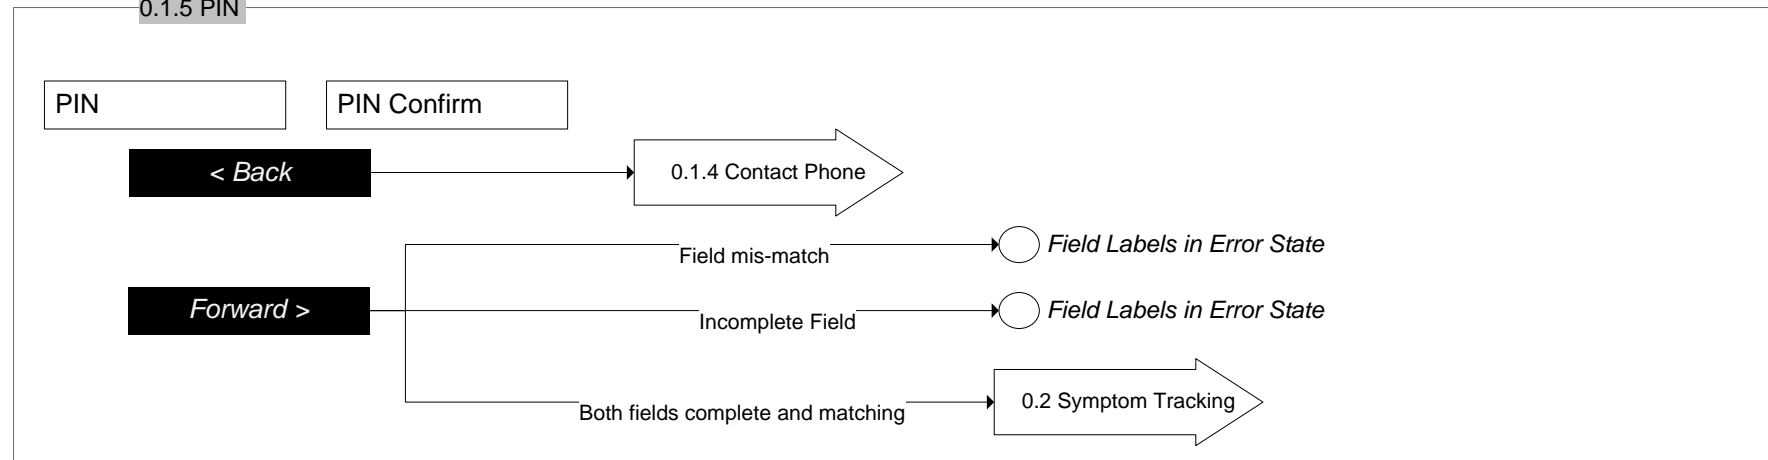 0.1.5 PIN
PIN
PIN Confirm
< Back
0.1.4 Contact Phone
Field mis-match
Field Labels in Error State
Forward >
Incomplete Field
Field Labels in Error State
Both fields complete and matching
0.2 Symptom Tracking